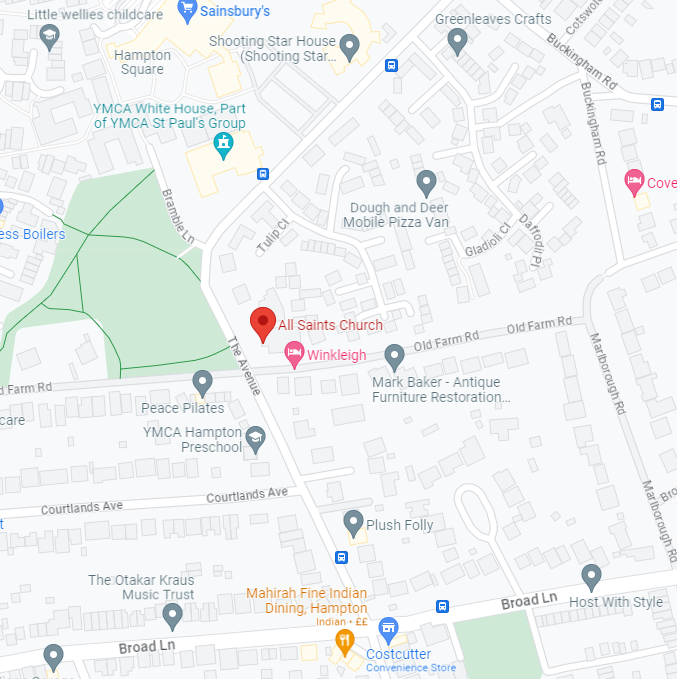 Little wellies childcare
Sainsbury's
Greenleaves Crafts
Cotswold
Hampton
Square
Shooting Star House
(Shooting Star...
Buckingham Rd
YMCA White House, Part
of YMCA St Paul's Group
Buckingham Rd
Bramble Ln
Dough and Deer
Mobile Pizza Van
Cove
ess Boilers
Tulip Cl
Gladioli Cl
Daffodil Pl
All Saints Church
The Avenue
Winkleigh
Old Farm Rd
Old Farm Rd
Marlborough Rd
d Farm Rd
Mark Baker - Antique
Furniture Restoration...
Peace Pilates
care
YMCA Hampton
Preschool
Courtlands Ave
Courtlands Ave
Marlborough Rd
Bro
t
Plush Folly
The Otakar Kraus
Music Trust
Mahirah Fine Indian
Dining, Hampton
Indian • ££
Broad Ln
Host With Style
Broad Ln
Costcutter
Convenience Store